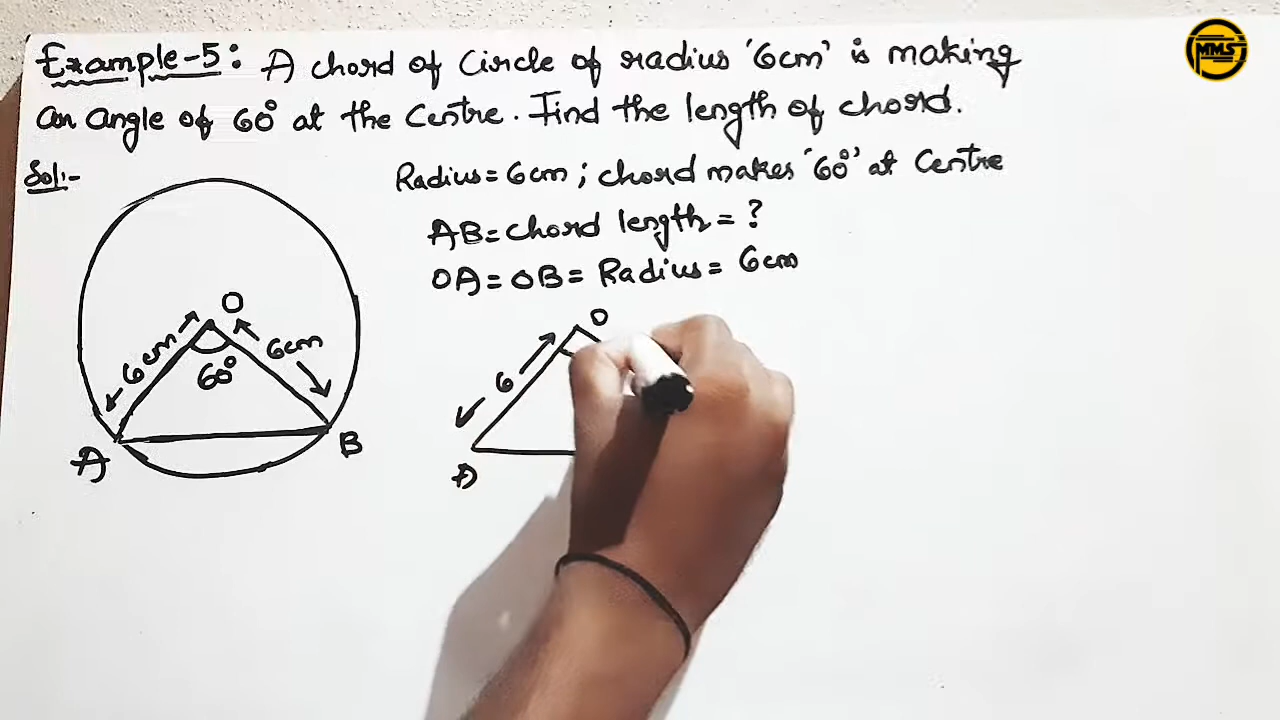 MMS
Example-5: A chord of circle of radius '6cm' is making
an angle of 60° at the centre. Find the length of chord.
Sol:-
Radius = 6cm ; chord makes '60°' at centre
AB = chord length = ?
OA = OB = Radius = 6cm
O
6cm
6cm
60°
A
B
O
6
A